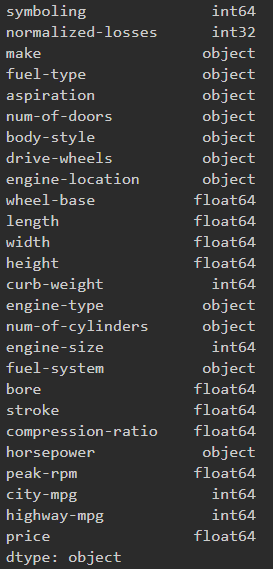 symboling int64
normalized-losses int32
make object
fuel-type object
aspiration object
num-of-doors object
body-style object
drive-wheels object
engine-location object
wheel-base float64
length float64
width float64
height float64
curb-weight int64
engine-type object
num-of-cylinders object
engine-size int64
fuel-system object
bore float64
stroke float64
compression-ratio float64
horsepower object
peak-rpm float64
city-mpg int64
highway-mpg int64
price float64
dtype: object